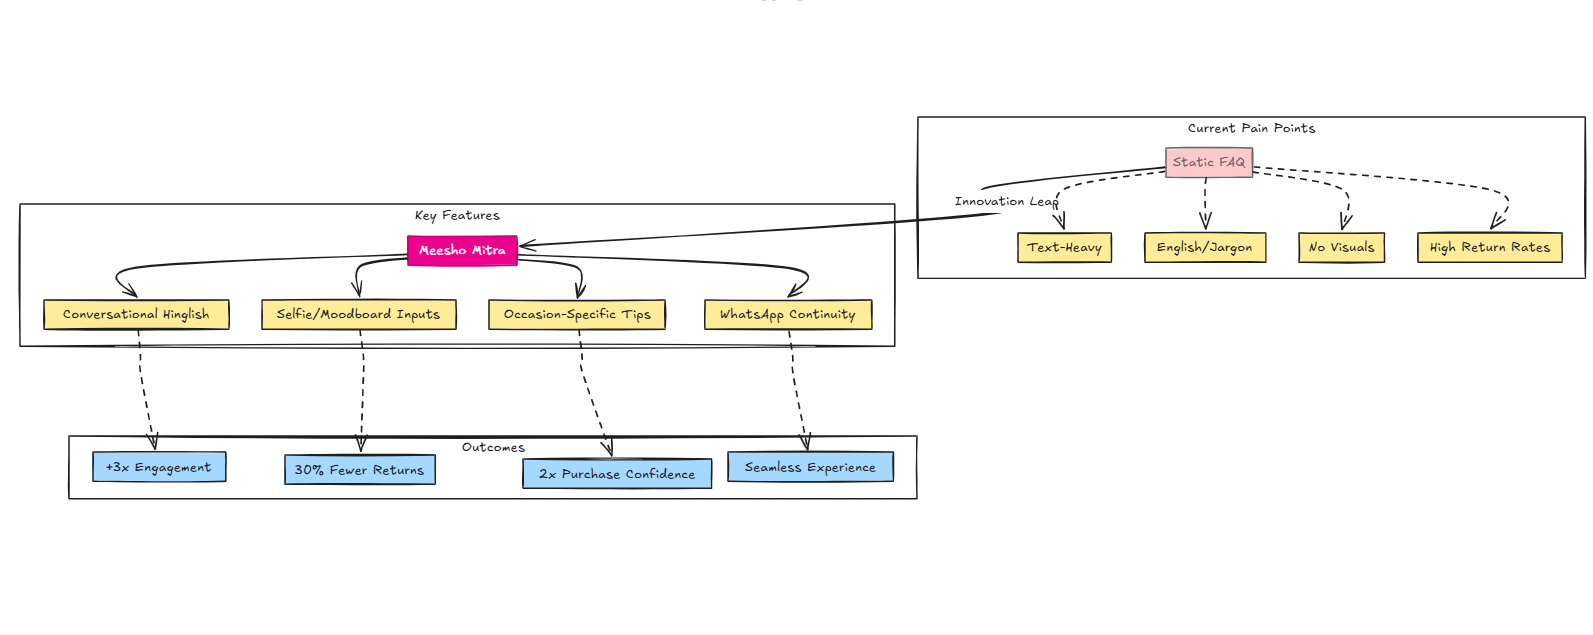 Current Pain Points
Static FAQ
Innovation Leap
Text-Heavy
English/Jargon
No Visuals
High Return Rates
Key Features
Meesho Mitra
Conversational Hinglish
Selfie/Moodboard Inputs
Occasion-Specific Tips
WhatsApp Continuity
Outcomes
+3x Engagement
30% Fewer Returns
2x Purchase Confidence
Seamless Experience